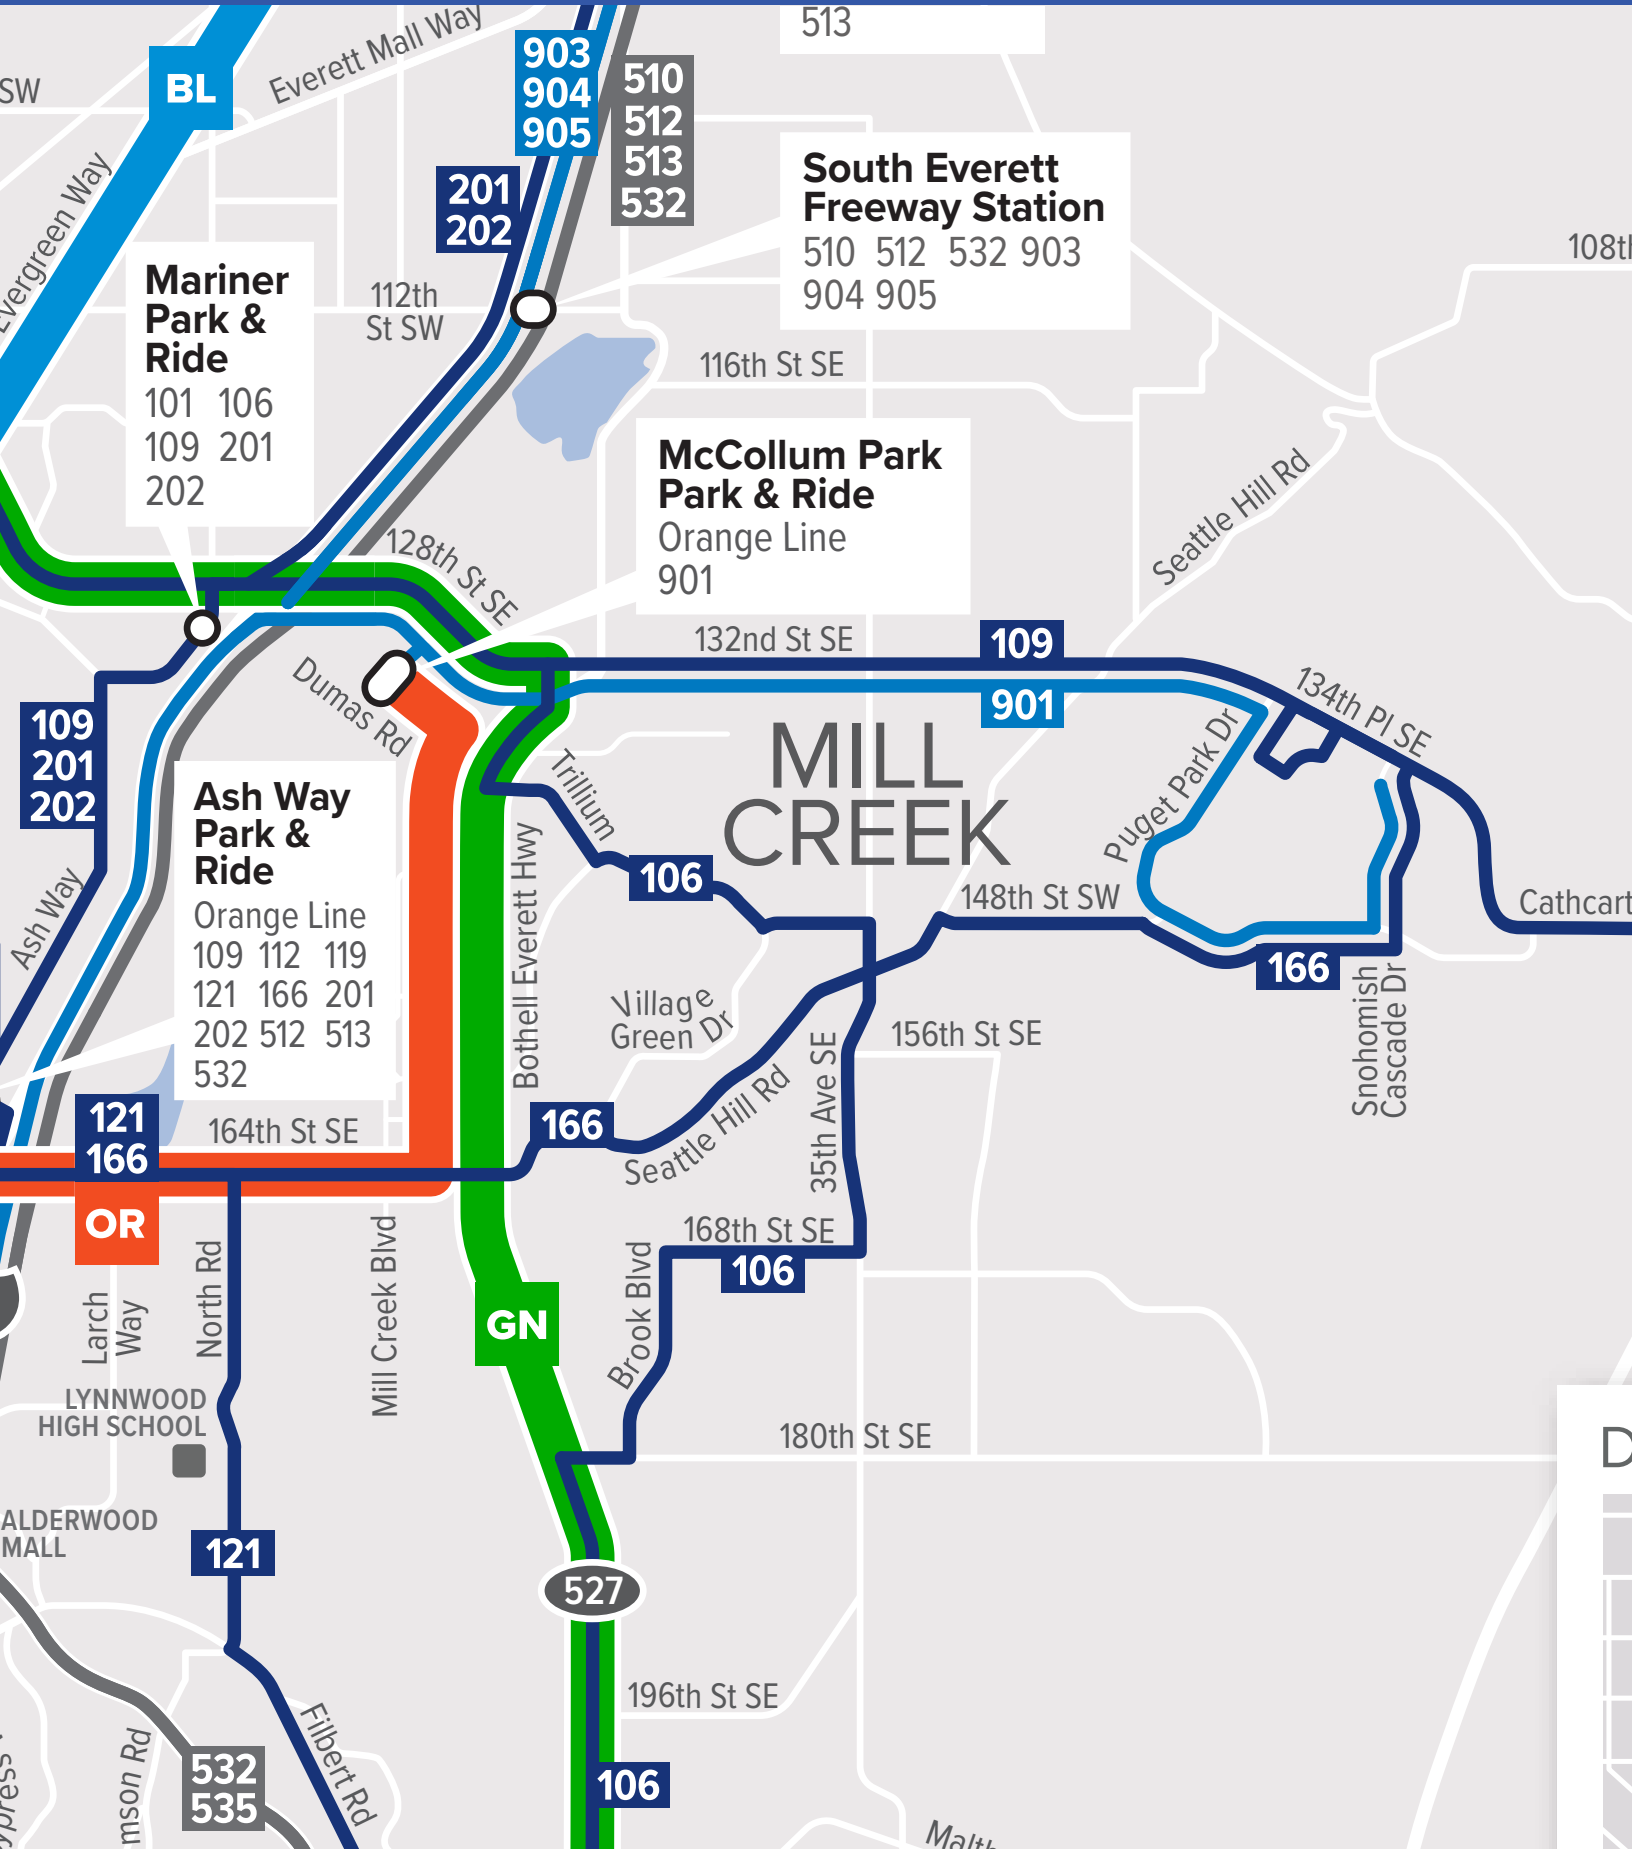 513
SW
BL
Everett Mall Way
903
904
905
510
512
513
532
201
202
South Everett
Freeway Station
510 512 532 903
904 905
108th
Evergreen Way
Mariner
Park &
Ride
101 106
109 201
202
112th
St SW
116th St SE
McCollum Park
Park & Ride
Orange Line
901
Seattle Hill Rd
128th St SE
132nd St SE
109
901
134th Pl SE
Dumas Rd
109
201
202
MILL
CREEK
Puget Park Dr
Trillium
Ash Way
Park &
Ride
Orange Line
109 112 119
121 166 201
202 512 513
532
Ash Way
Bothell Everett Hwy
106
148th St SW
Cathcart
166
Snohomish
Cascade Dr
Village
Green Dr
156th St SE
35th Ave SE
Seattle Hill Rd
166
121
166
OR
164th St SE
168th St SE
106
Brook Blvd
North Rd
Larch
Way
Mill Creek Blvd
GN
LYNNWOOD
HIGH SCHOOL
180th St SE
D
ALDERWOOD
MALL
121
527
196th St SE
Filbert Rd
532
535
106